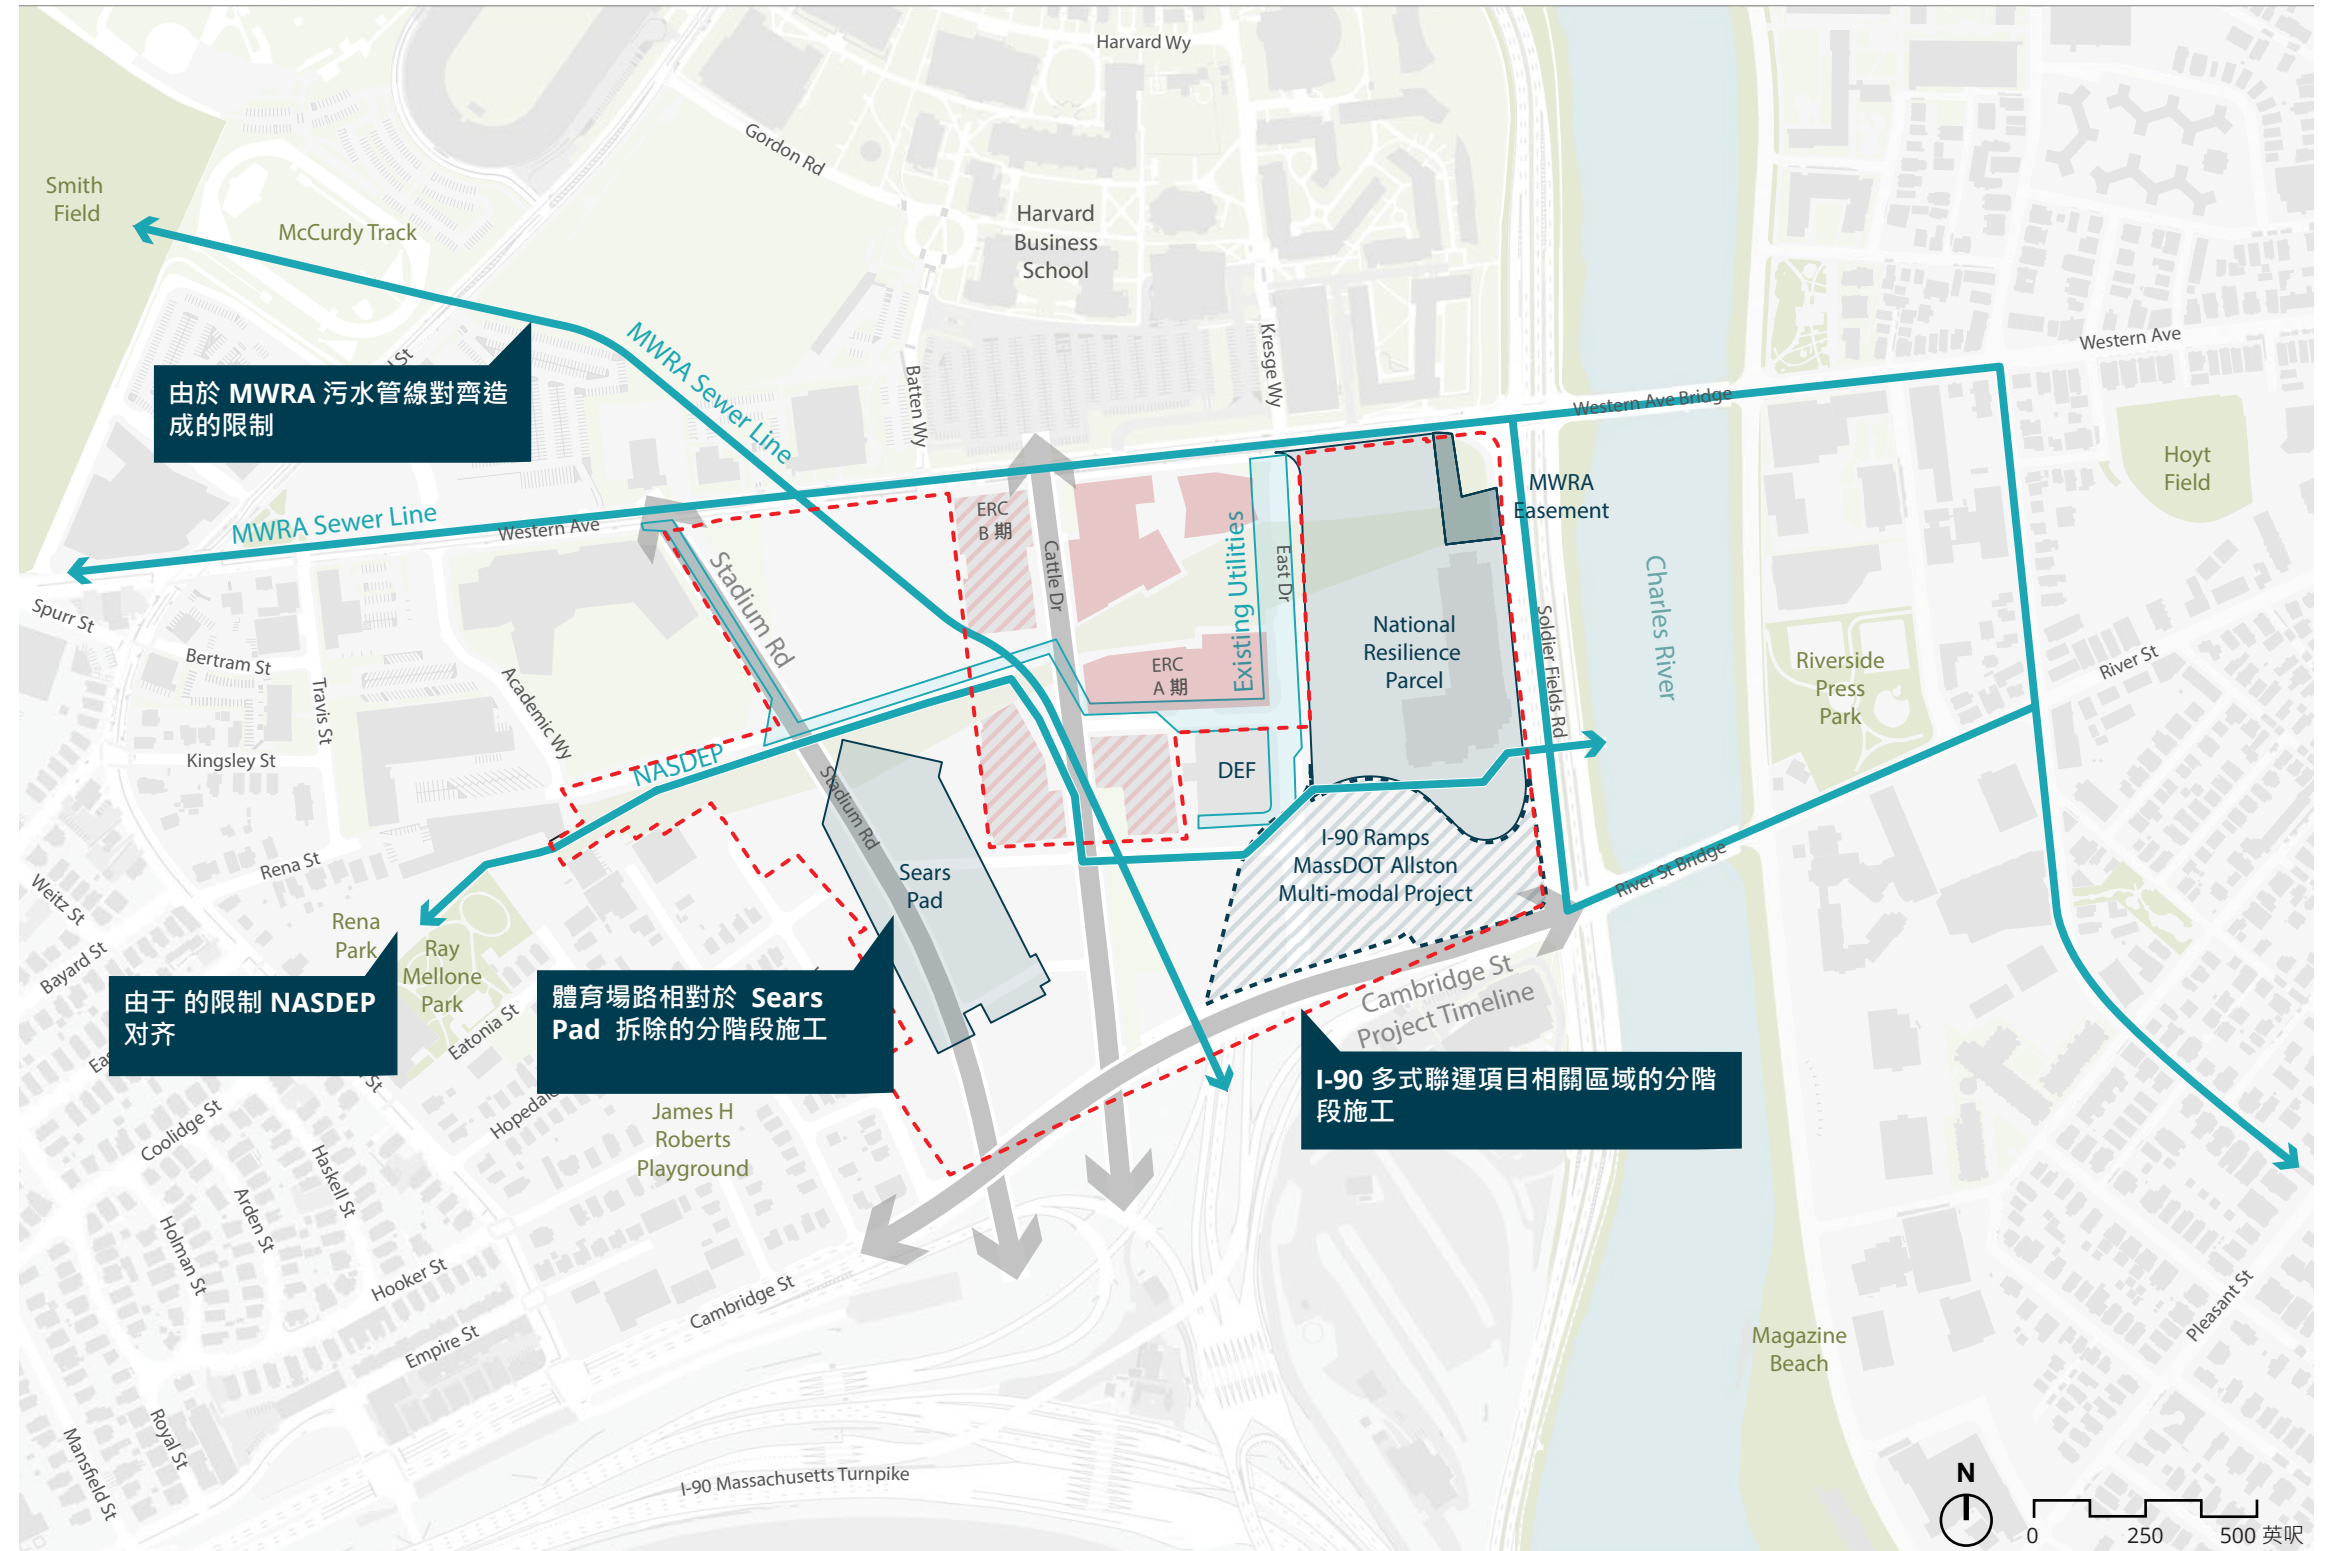 Harvard Wy
Gordon Rd
Smith
Field
McCurdy Track
Harvard
Business
School
Kresge Wy
Batten Wy
MWRA Sewer Line
由於 MWRA 污水管線對齊造
成的限制
Western Ave
Western Ave Bridge
Hoyt
Field
MWRA Sewer Line
Western Ave
ERC
B 期
Cattle Dr
Existing Utilities
East Dr
MWRA
Easement
Stadium Rd
Charles River
Soldier Fields Rd
National
Resilience
Parcel
ERC
A 期
Riverside
Press
Park
River St
Spurr St
Bertram St
Travis St
Academic Wy
Kingsley St
NASDEP
Stadium Rd
DEF
Rena St
Sears
Pad
I-90 Ramps
MassDOT Allston
Multi-modal Project
River St Bridge
Weitz St
Bayard St
Rena
Park
Ray
Mellone
Park
Eatonia St
由于 的限制 NASDEP
对齐
體育場路相對於 Sears
Pad 拆除的分階段施工
Cambridge St
Project Timeline
I-90 多式聯運項目相關區域的分階
段施工
Coolidge St
James H
Roberts
Playground
Haskell St
Arden St
Holman St
Hooker St
Empire St
Cambridge St
Royal St
Mansfield St
I-90 Massachusetts Turnpike
Magazine
Beach
Pleasant St
N
0 250 500 英呎